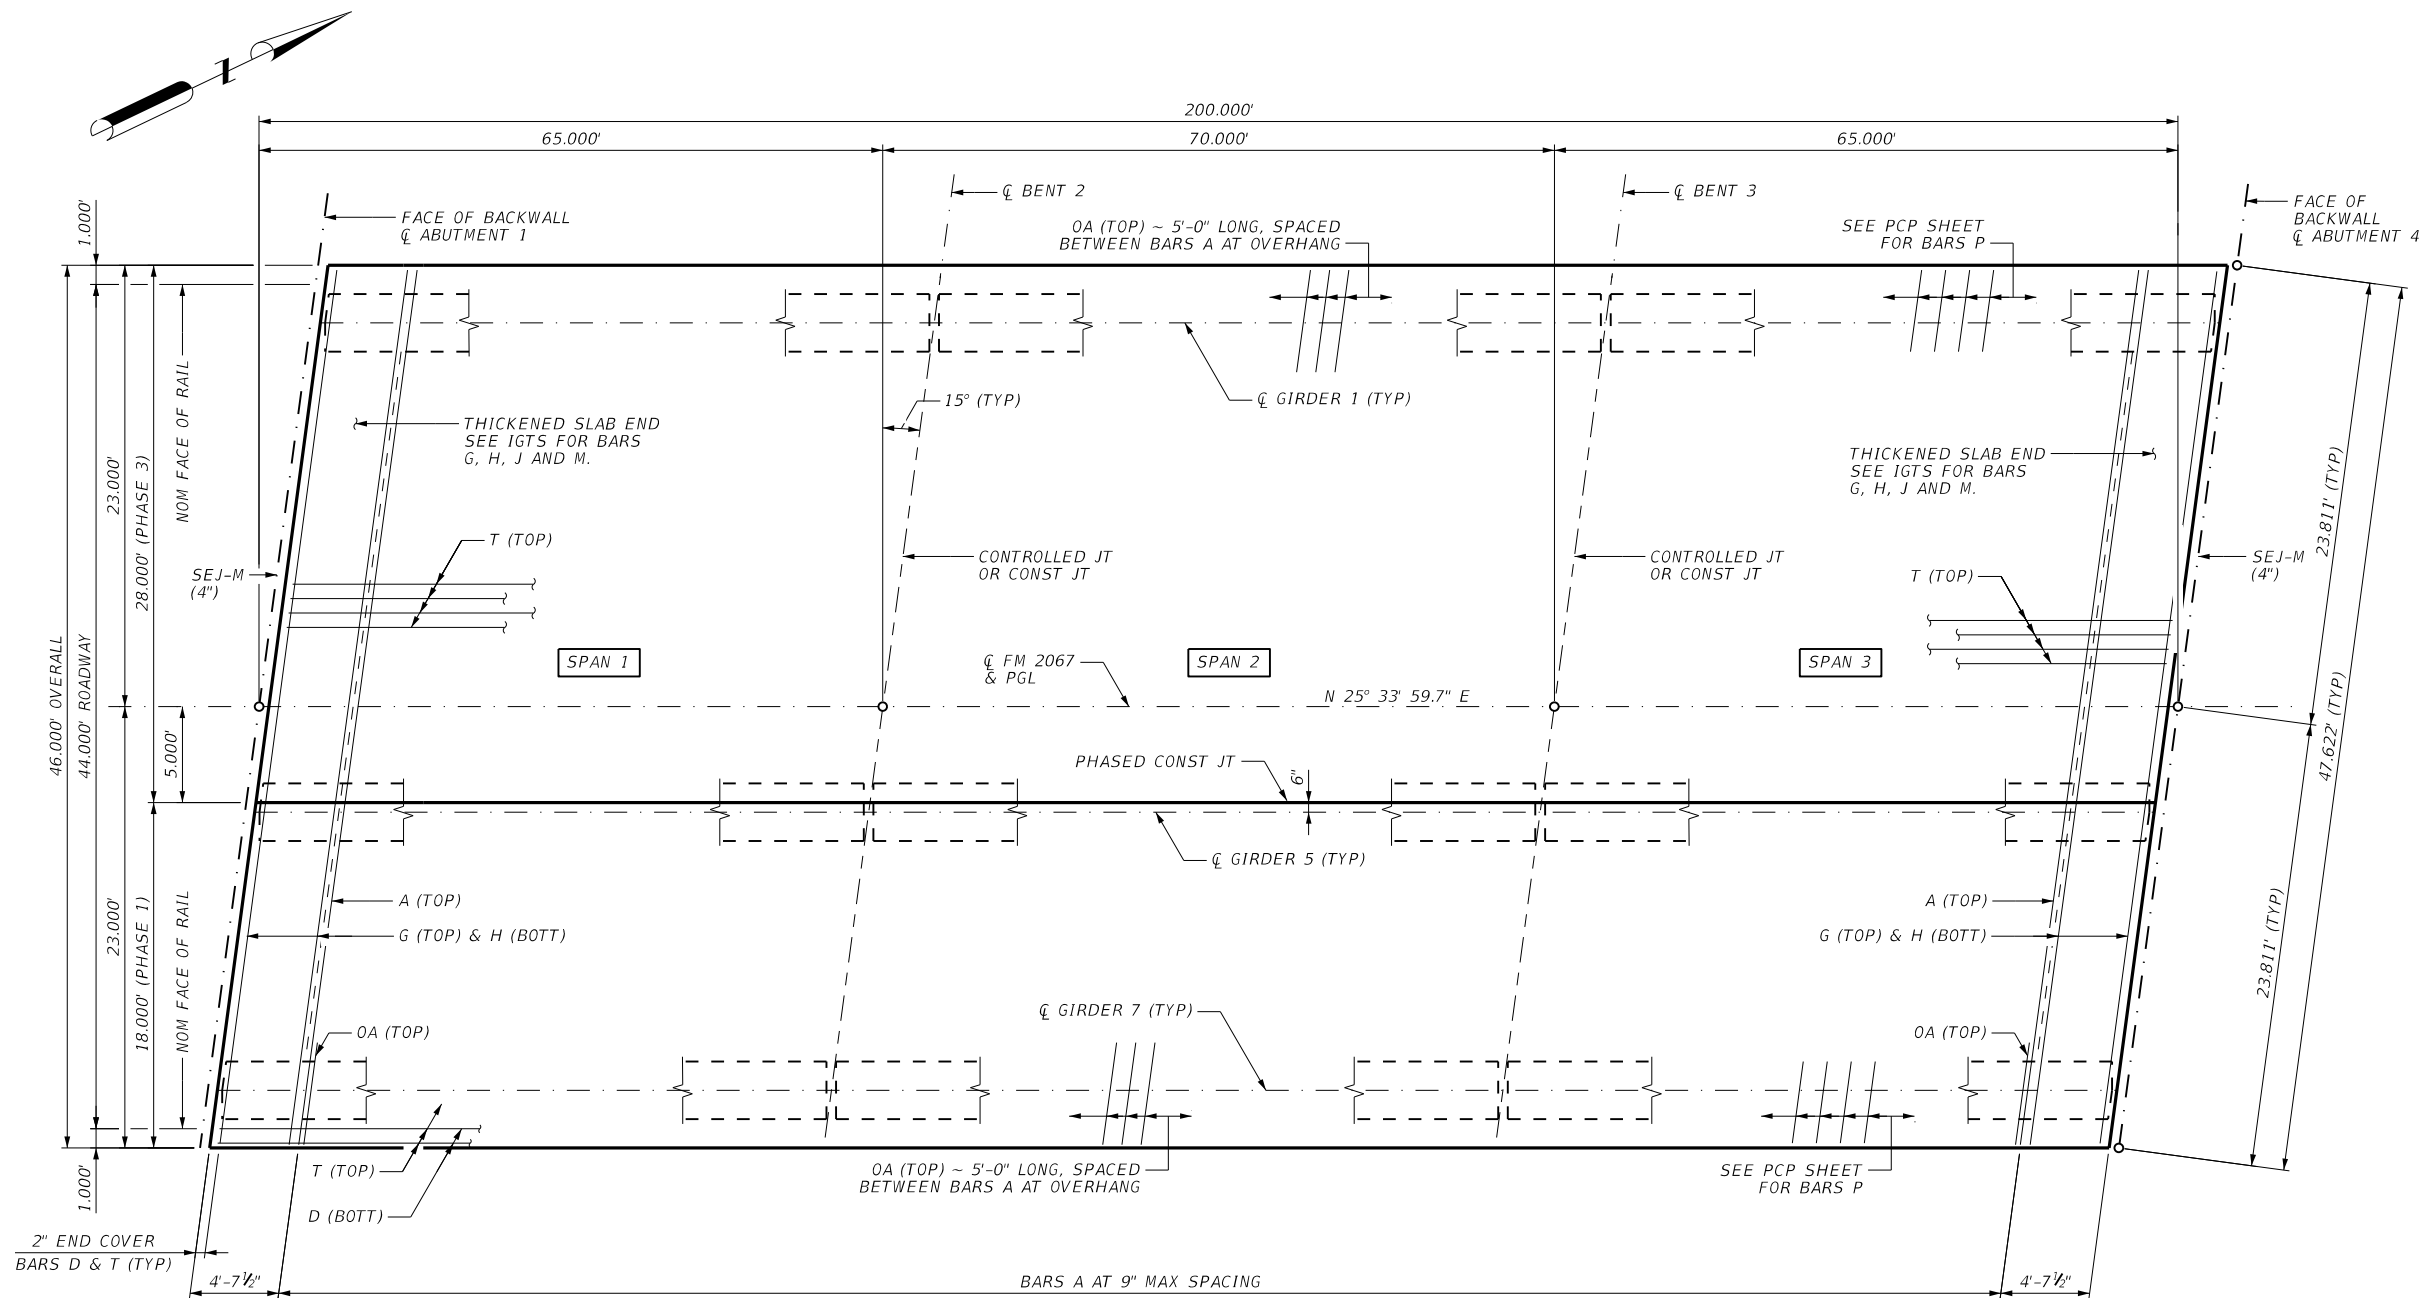 N
200.000'
65.000'
70.000'
65.000'
℄ BENT 2
℄ BENT 3
FACE OF BACKWALL
℄ ABUTMENT 1
OA (TOP) ~ 5'-0" LONG, SPACED
BETWEEN BARS A AT OVERHANG
SEE PCP SHEET
FOR BARS P
FACE OF
BACKWALL
℄ ABUTMENT 4
1.000'
NOM FACE OF RAIL
15° (TYP)
℄ GIRDER 1 (TYP)
THICKENED SLAB END
SEE IGTS FOR BARS
G, H, J AND M.
THICKENED SLAB END
SEE IGTS FOR BARS
G, H, J AND M.
23.000'
28.000' (PHASE 3)
23.811' (TYP)
T (TOP)
CONTROLLED JT
OR CONST JT
CONTROLLED JT
OR CONST JT
SEJ-M
(4")
SEJ-M
(4")
T (TOP)
46.000' OVERALL
44.000' ROADWAY
SPAN 1
℄ FM 2067
& PGL
SPAN 2
SPAN 3
N 25° 33' 59.7" E
47.622' (TYP)
5.000'
PHASED CONST JT
6"
℄ GIRDER 5 (TYP)
A (TOP)
A (TOP)
G (TOP) & H (BOTT)
G (TOP) & H (BOTT)
23.000'
18.000' (PHASE 1)
NOM FACE OF RAIL
23.811' (TYP)
℄ GIRDER 7 (TYP)
OA (TOP)
OA (TOP)
T (TOP)
OA (TOP) ~ 5'-0" LONG, SPACED
BETWEEN BARS A AT OVERHANG
SEE PCP SHEET
FOR BARS P
1.000'
D (BOTT)
2" END COVER
BARS D & T (TYP)
4'-7½"
BARS A AT 9" MAX SPACING
4'-7½"